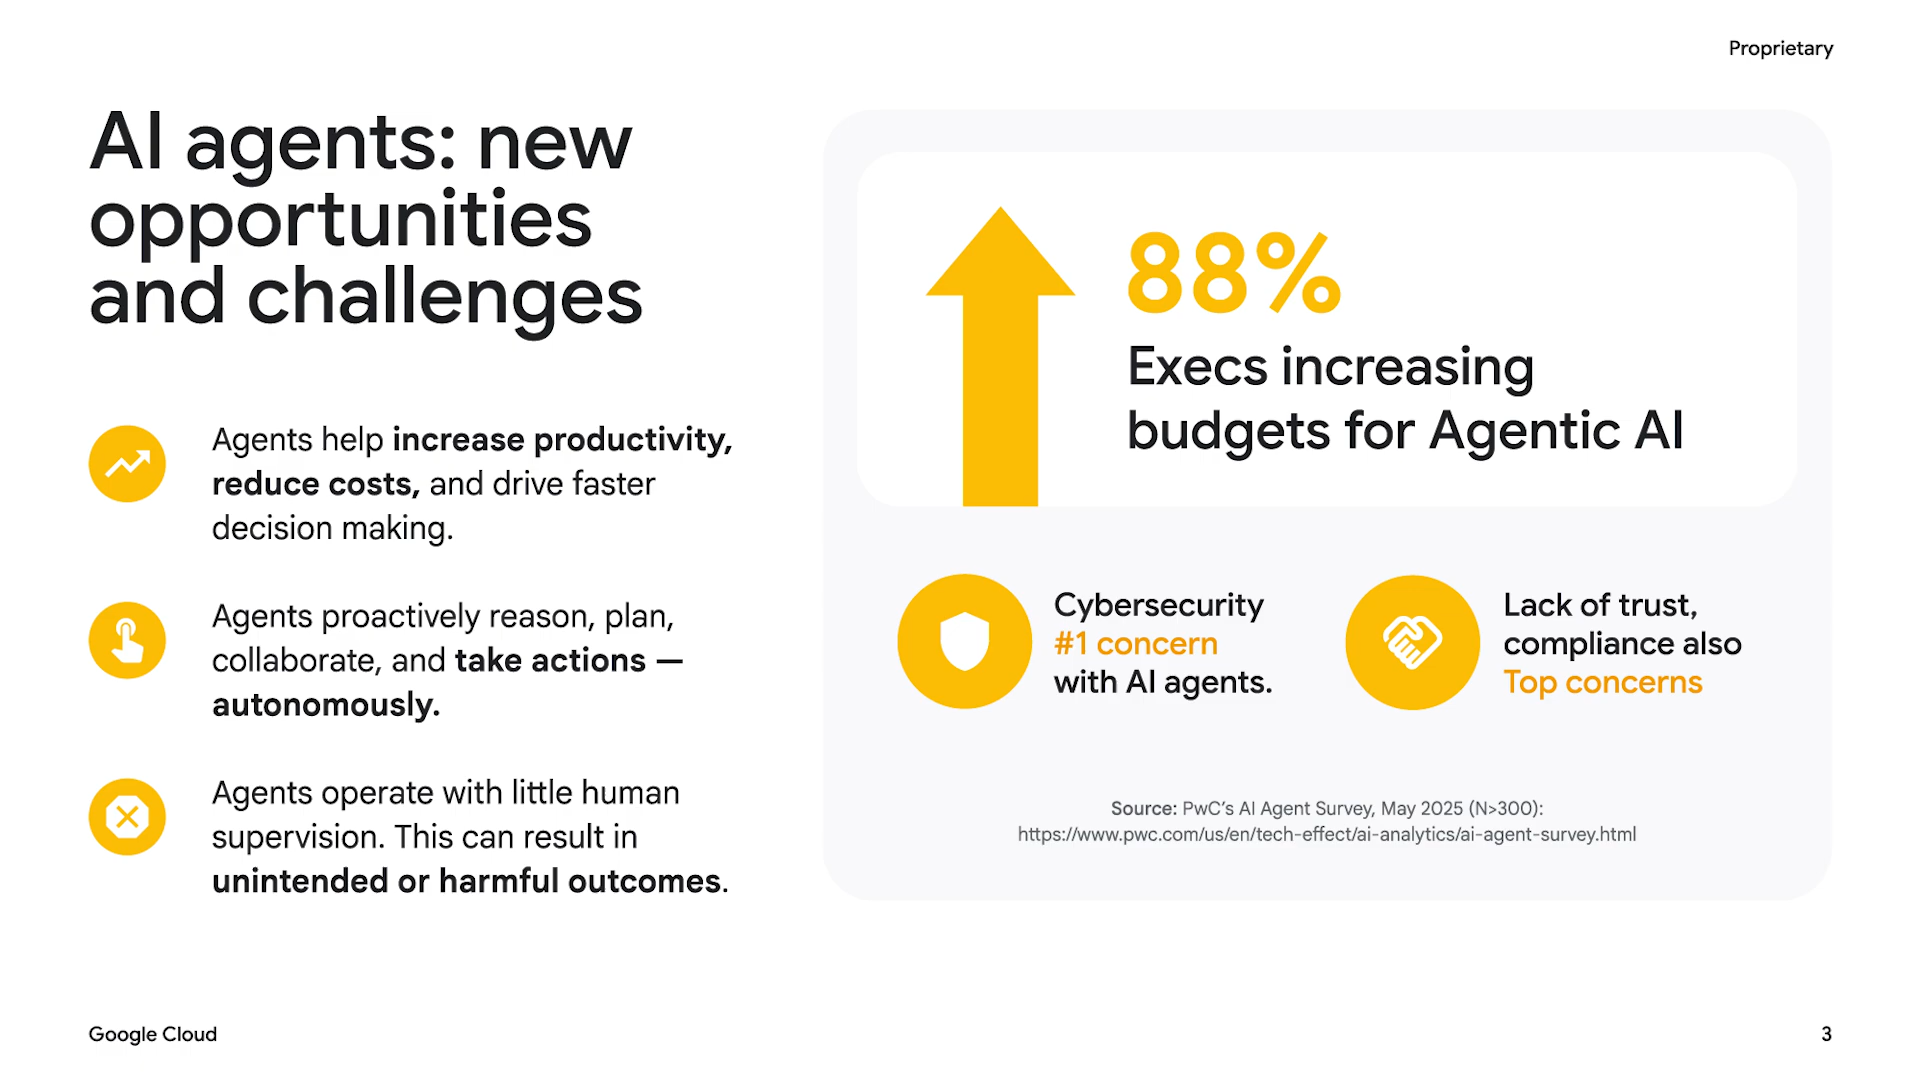 Proprietary
AI agents: new
opportunities
and challenges
Agents help increase productivity,
reduce costs, and drive faster
decision making.
Agents proactively reason, plan,
collaborate, and take actions —
autonomously.
Agents operate with little human
supervision. This can result in
unintended or harmful outcomes.
88%
Execs increasing
budgets for Agentic AI
Cybersecurity
#1 concern
with AI agents.
Lack of trust,
compliance also
Top concerns
Source: PwC’s AI Agent Survey, May 2025 (N>300):
https://www.pwc.com/us/en/tech-effect/ai-analytics/ai-agent-survey.html
Google Cloud
3